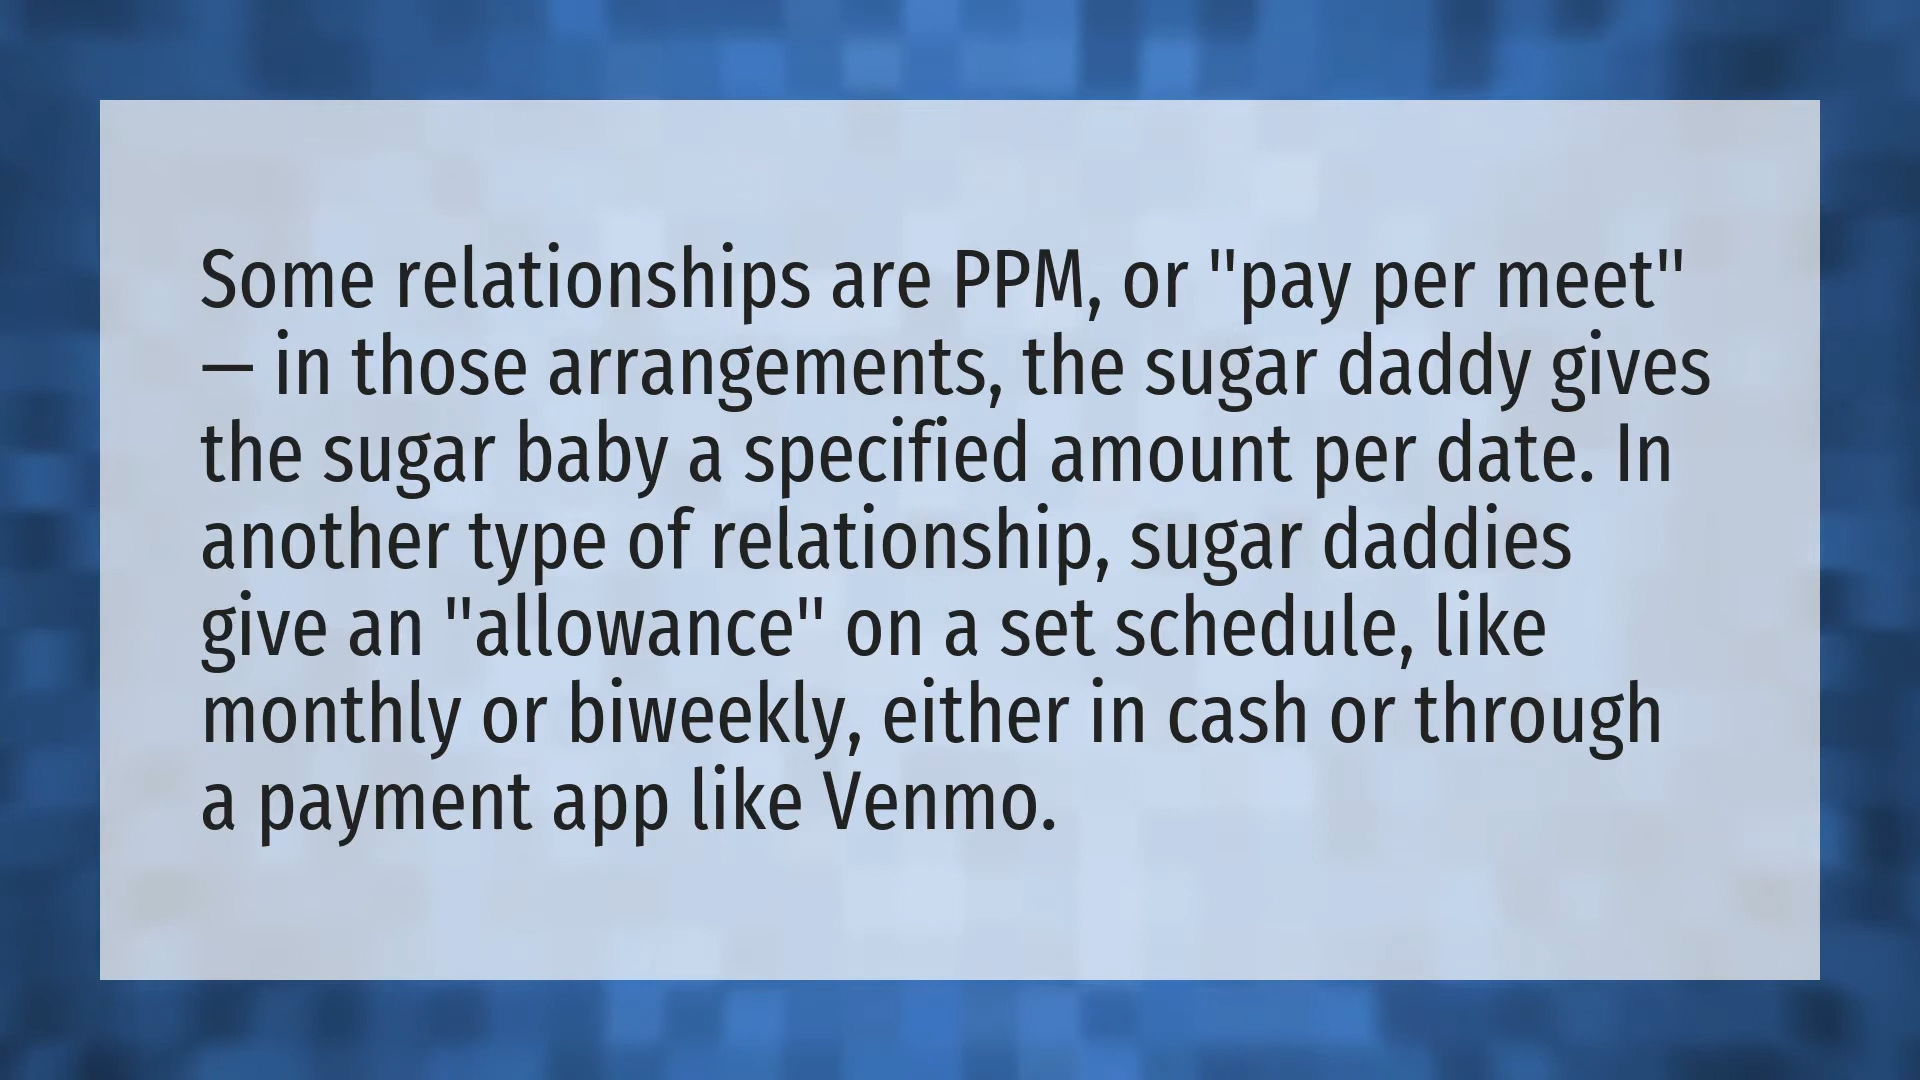 Some relationships are PPM, or "pay per meet"
— in those arrangements, the sugar daddy gives
the sugar baby a specified amount per date. In
another type of relationship, sugar daddies
give an "allowance" on a set schedule, like
monthly or biweekly, either in cash or through
a payment app like Venmo.